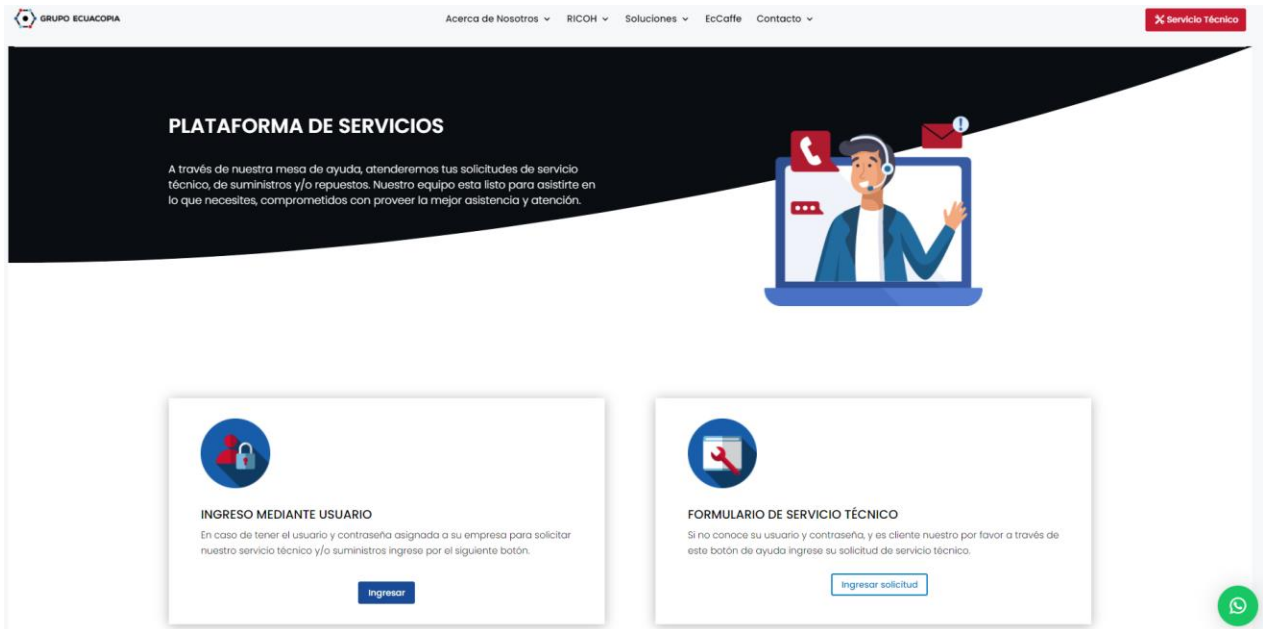 GRUPO ECUACOPIA
Acerca de Nosotros RICOH Soluciones EcCaffe Contacto
Servicio Técnico
PLATAFORMA DE SERVICIOS
A través de nuestra mesa de ayuda, atenderemos tus solicitudes de servicio
técnico, de suministros y/o repuestos. Nuestro equipo esta listo para asistirte en
lo que necesites, comprometidos con proveer la mejor asistencia y atención.
!
INGRESO MEDIANTE USUARIO
En caso de tener el usuario y contraseña asignada a su empresa para solicitar
nuestro servicio técnico y/o suministros ingrese por el siguiente botón.
Ingresar
FORMULARIO DE SERVICIO TÉCNICO
Si no conoce su usuario y contraseña, y es cliente nuestro por favor a través de
este botón de ayuda ingrese su solicitud de servicio técnico.
Ingresar solicitud